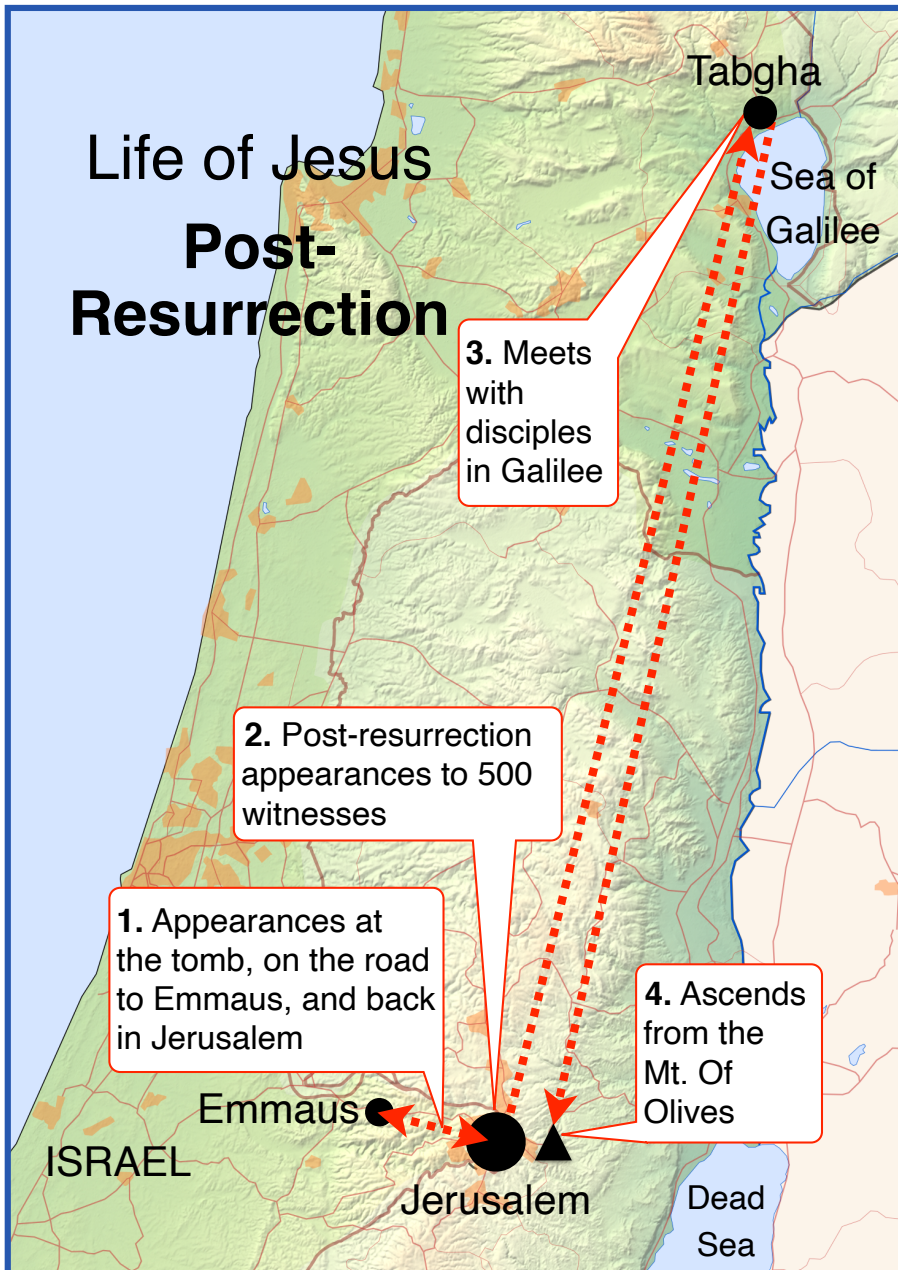 Tabgha
Life of Jesus
Post-
Resurrection
Sea of
Galilee
3. Meets
with
disciples
in Galilee
2. Post-resurrection
appearances to 500
witnesses
1. Appearances at
the tomb, on the road
to Emmaus, and back
in Jerusalem
4. Ascends
from the
Mt. Of
Olives
Emmaus
ISRAEL
Jerusalem
Dead
Sea